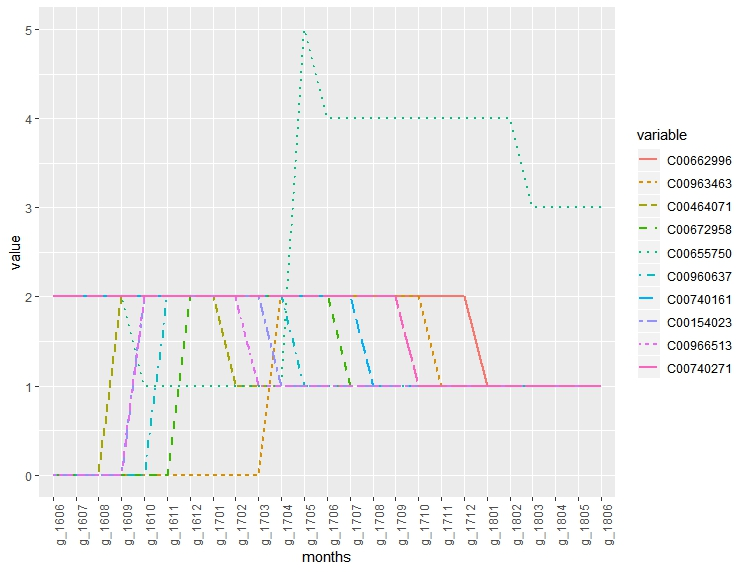 5
4
3
2
1
0
value
g_1606
g_1607
g_1608
g_1609
g_1610
g_1611
g_1612
g_1701
g_1702
g_1703
g_1704
g_1705
g_1706
g_1707
g_1708
g_1709
g_1710
g_1711
g_1712
g_1801
g_1802
g_1803
g_1804
g_1805
g_1806
months
variable
C00662996
C00963463
C00464071
C00672958
C00655750
C00960637
C00740161
C00154023
C00966513
C00740271